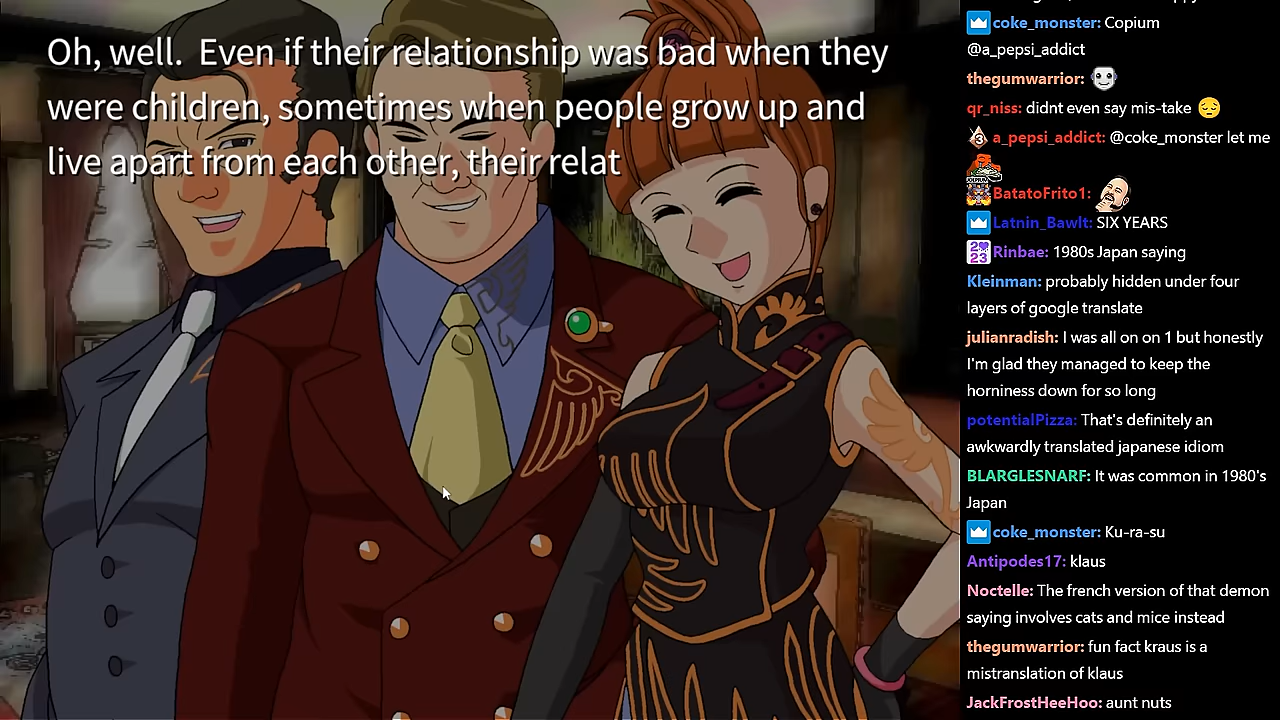 Oh, well.  Even if their relationship was bad when they
were children, sometimes when people grow up and
live apart from each other, their relat
coke_monster: Copium
@a_pepsi_addict
thegumwarrior:
qr_niss: didnt even say mis-take
a_pepsi_addict: @coke_monster let me
BatatoFrito1:
Latnin_Bawlt: SIX YEARS
Rinbae: 1980s Japan saying
Kleinman: probably hidden under four
layers of google translate
julianradish: I was all on on 1 but honestly
I'm glad they managed to keep the
horniness down for so long
potentialPizza: That's definitely an
awkwardly translated japanese idiom
BLARGLESNARF: It was common in 1980's
Japan
coke_monster: Ku-ra-su
Antipodes17: klaus
Noctelle: The french version of that demon
saying involves cats and mice instead
thegumwarrior: fun fact kraus is a
mistranslation of klaus
JackFrostHeeHoo: aunt nuts